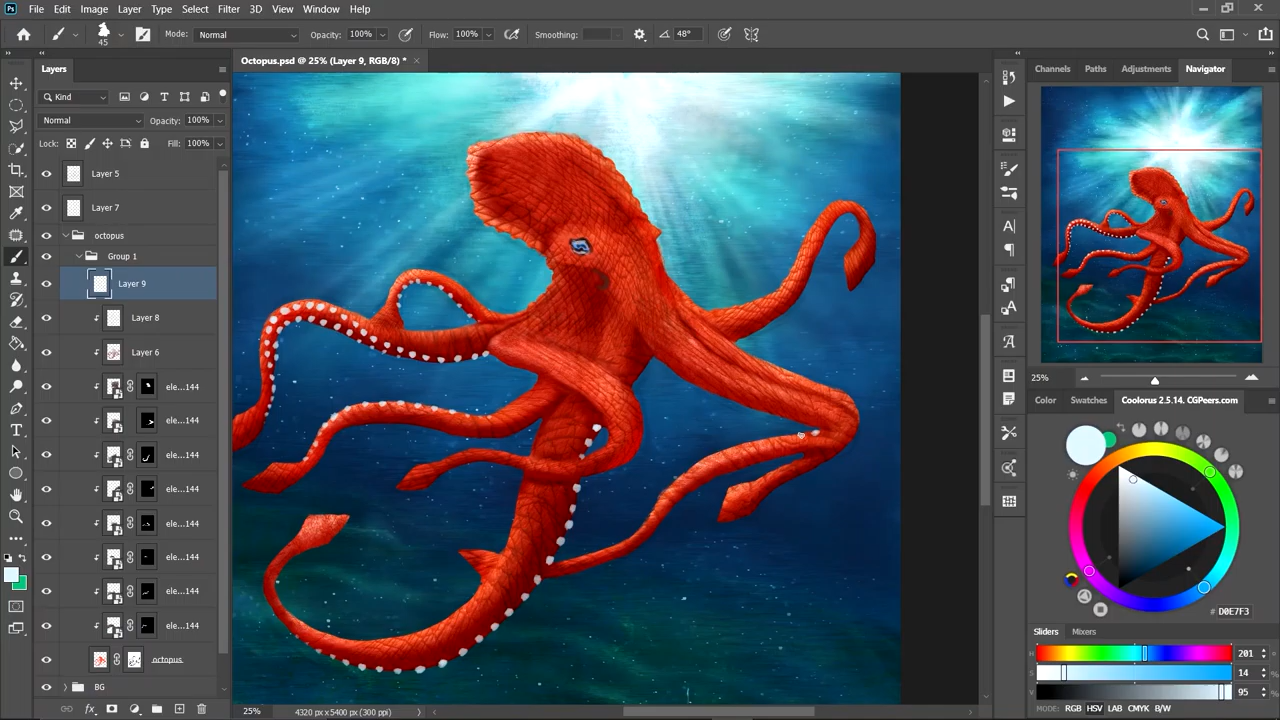 Ps File Edit Image Layer Type Select Filter 3D View Window Help
45 Mode: Normal Opacity: 100% Flow: 100% Smoothing: 48°
Layers
Octopus.psd @ 25% (Layer 9, RGB/8) *
Channels Paths Adjustments Navigator
Kind
Normal Opacity: 100%
Lock: Fill: 100%
Layer 5
Layer 7
octopus
Group 1
Layer 9
Layer 8
Layer 6
ele...144
ele...144
ele...144
ele...144
ele...144
ele...144
ele...144
ele...144
octopus
BG
25%
Color Swatches Coolorus 2.5.14. CGPeers.com
# D0E7F3
Sliders Mixers
H 201
S 14 %
V 95 %
MODE: RGB HSV LAB CMYK B/W
25% 4320 px x 5400 px (300 ppi)